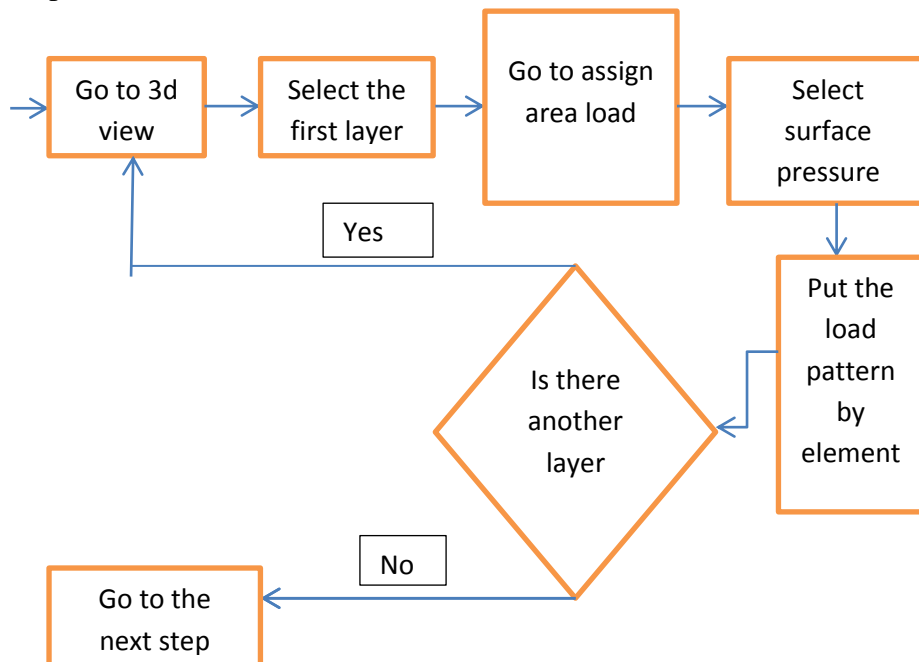 Go to 3d
view
Select the
first layer
Go to assign
area load
Select
surface
pressure
Yes
Put the
load
pattern
by
element
Is there
another
layer
No
Go to the
next step